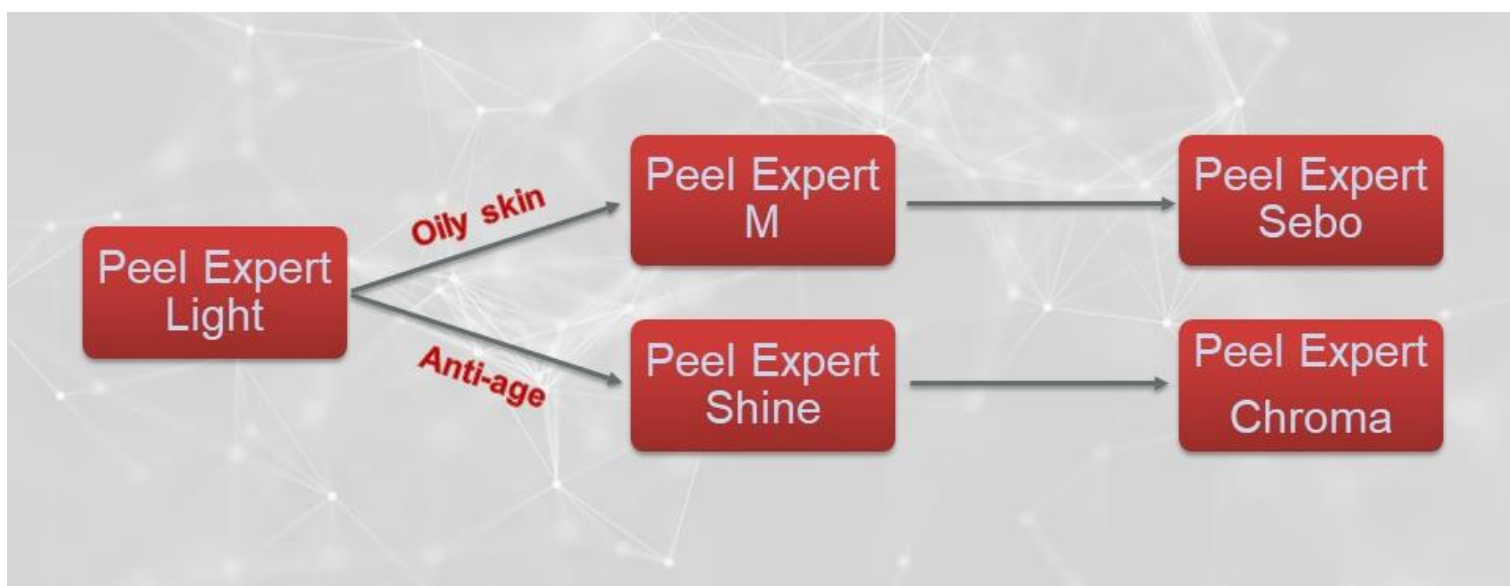 Peel Expert
Light
Oily skin
Anti-age
Peel Expert
M
Peel Expert
Sebo
Peel Expert
Shine
Peel Expert
Chroma